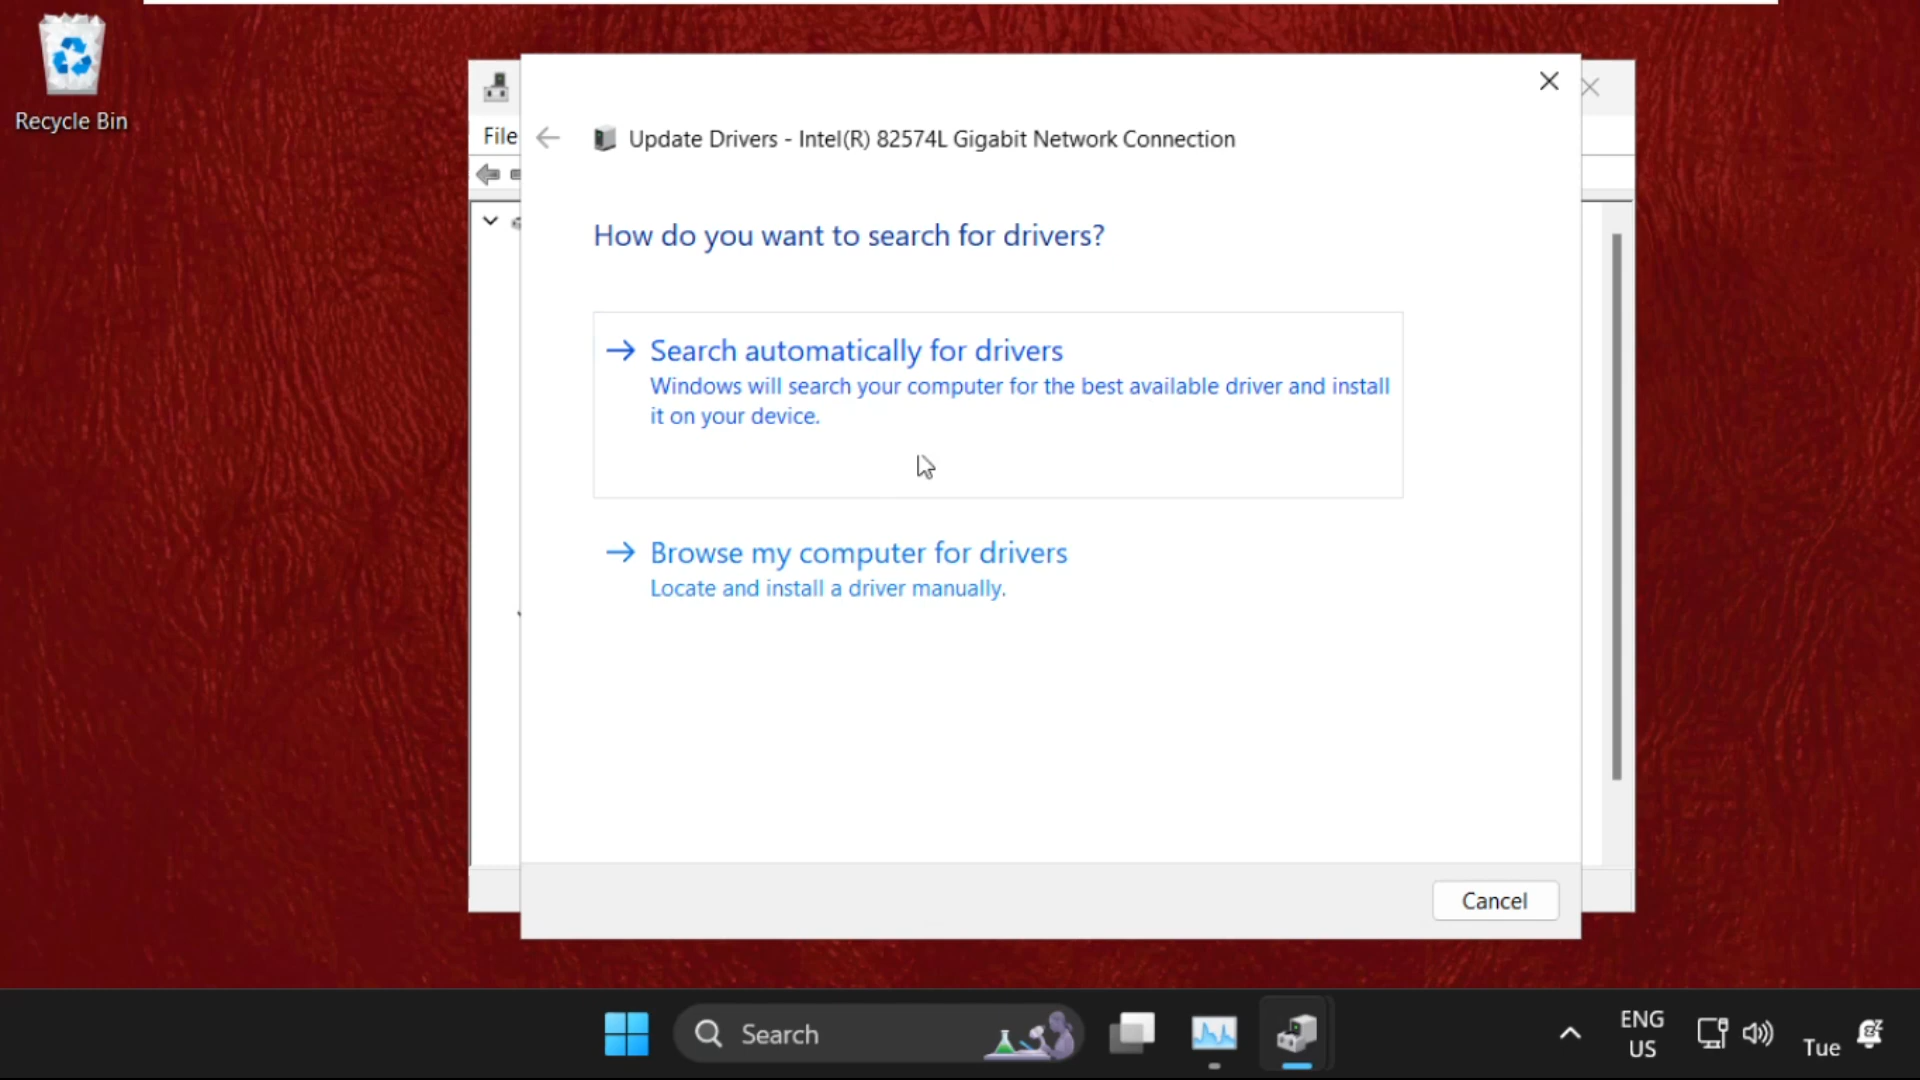 Recycle Bin
File
Update Drivers - Intel(R) 82574L Gigabit Network Connection
How do you want to search for drivers?
Search automatically for drivers
Windows will search your computer for the best available driver and install
it on your device.
Browse my computer for drivers
Locate and install a driver manually.
Cancel
Search
ENG
US
Tue